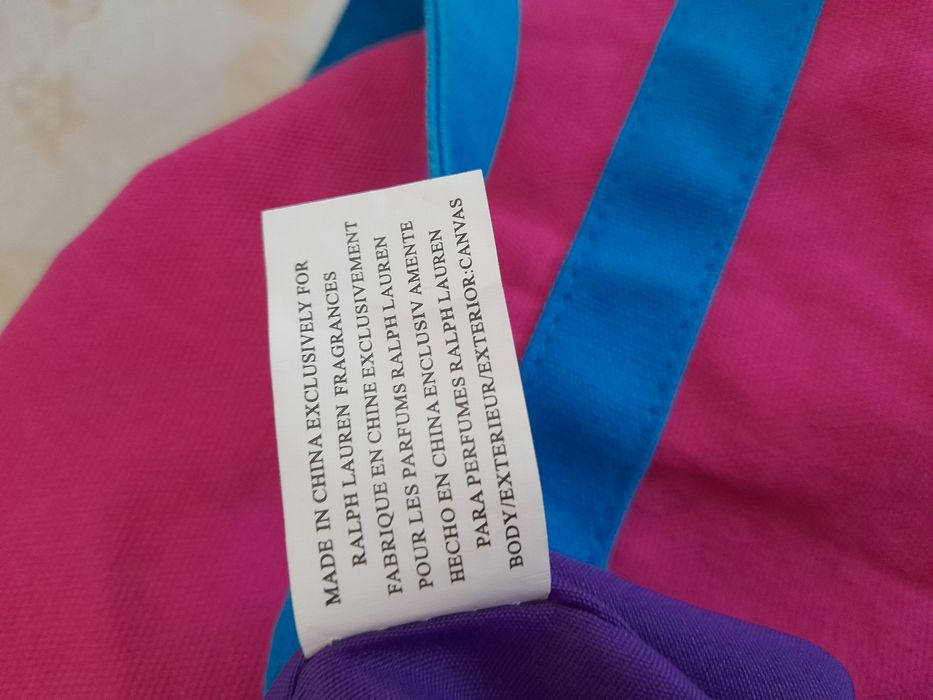 MADE IN CHINA EXCLUSIVELY FOR
RALPH LAUREN FRAGRANCES
FABRIQUE EN CHINE EXCLUSIVEMENT
POUR LES PARFUMS RALPH LAUREN
HECHO EN CHINA ENCLUSIV AMENTE
PARA PERFUMES RALPH LAUREN
BODY/EXTERIEUR/EXTERIOR:CANVAS